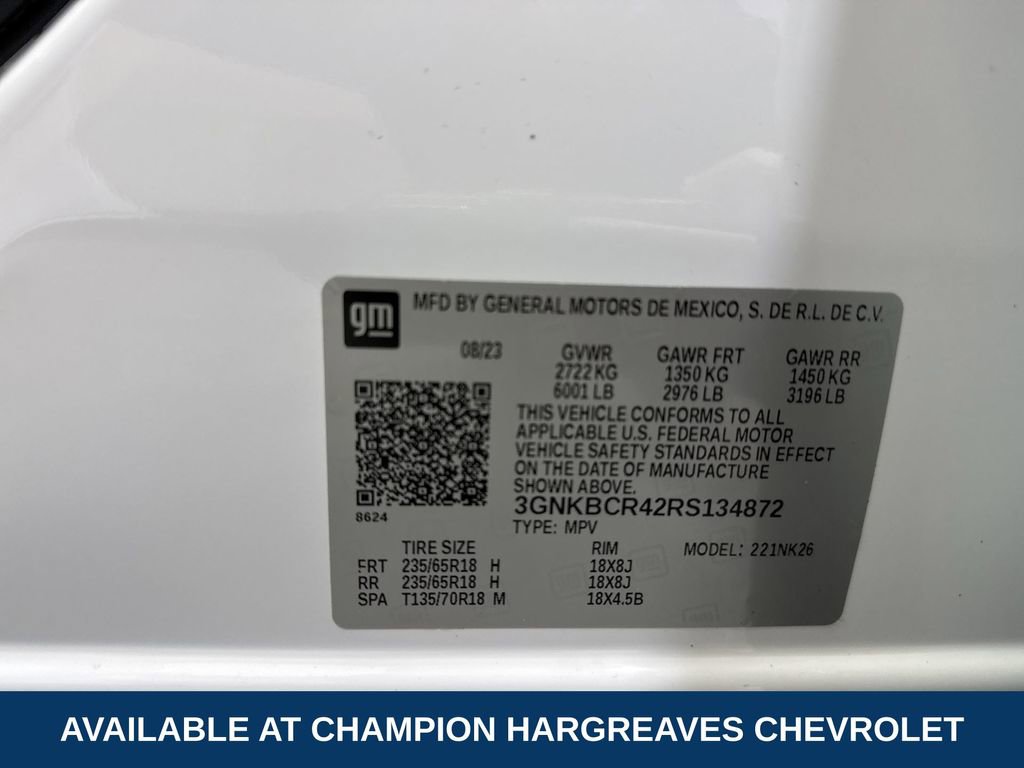 gm
MFD BY GENERAL MOTORS DE MEXICO, S. DE R.L. DE C.V.
08/23 GVWR GAWR FRT GAWR RR
2722 KG 1350 KG 1450 KG
6001 LB 2976 LB 3196 LB
THIS VEHICLE CONFORMS TO ALL
APPLICABLE U.S. FEDERAL MOTOR
VEHICLE SAFETY STANDARDS IN EFFECT
ON THE DATE OF MANUFACTURE
SHOWN ABOVE.
3GNKBCR42RS134872
8624
TYPE: MPV
TIRE SIZE RIM MODEL: 221NK26
FRT 235/65R18 H 18X8J
RR 235/65R18 H 18X8J
SPA T135/70R18 M 18X4.5B
AVAILABLE AT CHAMPION HARGREAVES CHEVROLET